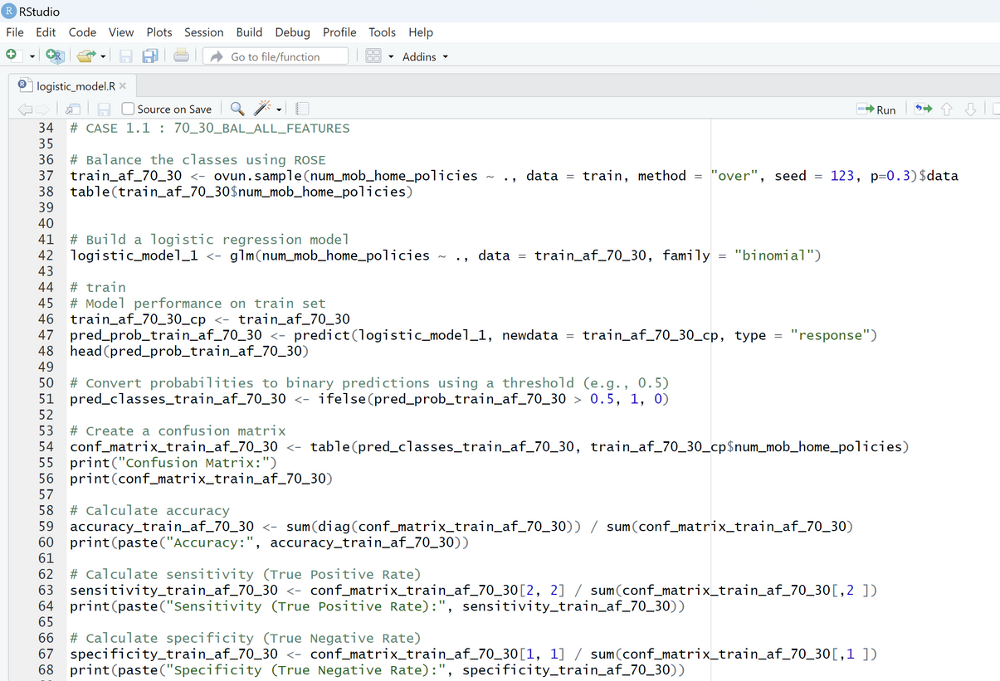 R RStudio
File Edit Code View Plots Session Build Debug Profile Tools Help
Go to file/function Addins
logistic_model.R
Source on Save Run
34 # CASE 1.1 : 70_30_BAL_ALL_FEATURES
35
36 # Balance the classes using ROSE
37 train_af_70_30 <- ovun.sample(num_mob_home_policies ~ ., data = train, method = "over", seed = 123, p=0.3)$data
38 table(train_af_70_30$num_mob_home_policies)
39
40
41 # Build a logistic regression model
42 logistic_model_1 <- glm(num_mob_home_policies ~ ., data = train_af_70_30, family = "binomial")
43
44 # train
45 # Model performance on train set
46 train_af_70_30_cp <- train_af_70_30
47 pred_prob_train_af_70_30 <- predict(logistic_model_1, newdata = train_af_70_30_cp, type = "response")
48 head(pred_prob_train_af_70_30)
49
50 # Convert probabilities to binary predictions using a threshold (e.g., 0.5)
51 pred_classes_train_af_70_30 <- ifelse(pred_prob_train_af_70_30 > 0.5, 1, 0)
52
53 # Create a confusion matrix
54 conf_matrix_train_af_70_30 <- table(pred_classes_train_af_70_30, train_af_70_30_cp$num_mob_home_policies)
55 print("Confusion Matrix:")
56 print(conf_matrix_train_af_70_30)
57
58 # Calculate accuracy
59 accuracy_train_af_70_30 <- sum(diag(conf_matrix_train_af_70_30)) / sum(conf_matrix_train_af_70_30)
60 print(paste("Accuracy:", accuracy_train_af_70_30))
61
62 # Calculate sensitivity (True Positive Rate)
63 sensitivity_train_af_70_30 <- conf_matrix_train_af_70_30[2, 2] / sum(conf_matrix_train_af_70_30[,2 ])
64 print(paste("Sensitivity (True Positive Rate):", sensitivity_train_af_70_30))
65
66 # Calculate specificity (True Negative Rate)
67 specificity_train_af_70_30 <- conf_matrix_train_af_70_30[1, 1] / sum(conf_matrix_train_af_70_30[,1 ])
68 print(paste("Specificity (True Negative Rate):", specificity_train_af_70_30))